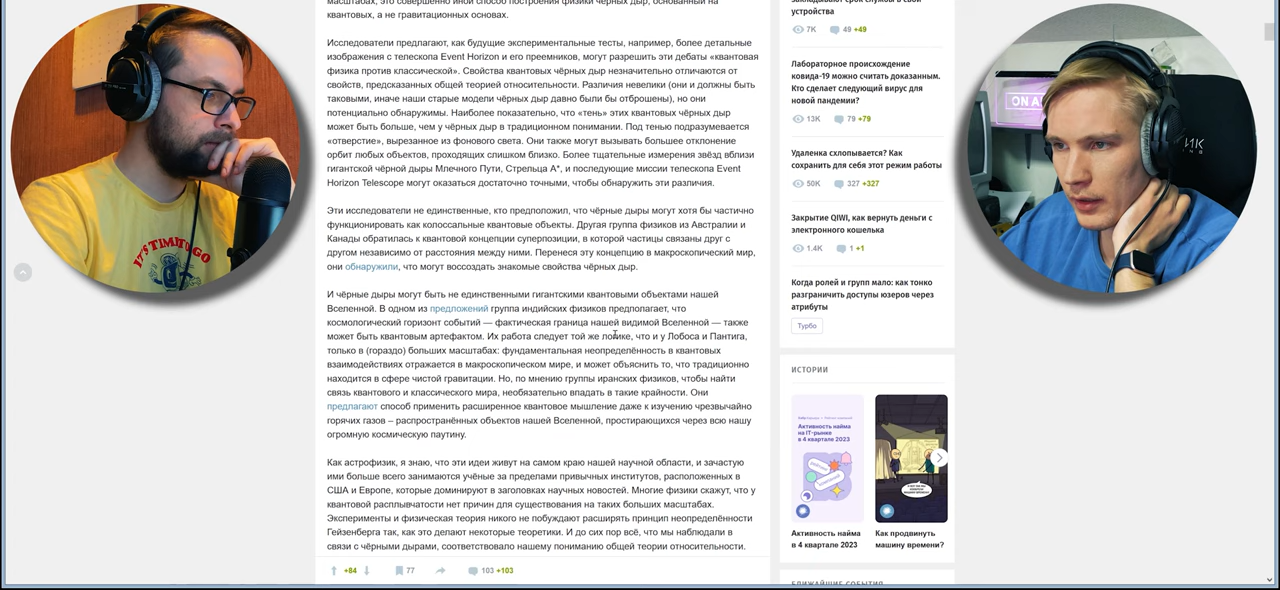 масштабах, это совершенно иной способ построения физики чёрных дыр, основанный на
квантовых, а не гравитационных основах.
Исследователи предлагают, как будущие экспериментальные тесты, например, более детальные
изображения с телескопа Event Horizon и его преемников, могут разрешить эти дебаты «квантовая
физика против классической». Свойства квантовых чёрных дыр незначительно отличаются от
свойств, предсказанных общей теорией относительности. Различия невелики (они и должны быть
таковыми, иначе наши старые модели чёрных дыр давно были бы отброшены), но они
потенциально обнаружимы. Наиболее показательно, что «тень» этих квантовых чёрных дыр
может быть больше, чем у чёрных дыр в традиционном понимании. Под тенью подразумевается
«отверстие», вырезанное из фонового света. Они также могут вызывать большее отклонение
орбит любых объектов, проходящих слишком близко. Более тщательные измерения звёзд вблизи
гигантской чёрной дыры Млечного Пути, Стрельца A*, и последующие миссии телескопа Event
Horizon Telescope могут оказаться достаточно точными, чтобы обнаружить эти различия.
Эти исследователи не единственные, кто предположил, что чёрные дыры могут хотя бы частично
функционировать как колоссальные квантовые объекты. Другая группа физиков из Австралии и
Канады обратилась к квантовой концепции суперпозиции, в которой частицы связаны друг с
другом независимо от расстояния между ними. Перенеся эту концепцию в макроскопический мир,
они обнаружили, что могут воссоздать знакомые свойства чёрных дыр.
И чёрные дыры могут быть не единственными гигантскими квантовыми объектами нашей
Вселенной. В одном из предложений группа индийских физиков предполагает, что
космологический горизонт событий — фактическая граница нашей видимой Вселенной — также
может быть квантовым артефактом. Их работа следует той же логике, что и у Лобоса и Пантига,
только в (гораздо) больших масштабах: фундаментальная неопределённость в квантовых
взаимодействиях отражается в макроскопическом мире, и может объяснить то, что традиционно
находится в сфере чистой гравитации. Но, по мнению группы иранских физиков, чтобы найти
связь квантового и классического мира, необязательно впадать в такие крайности. Они
предлагают способ применить расширенное квантовое мышление даже к изучению чрезвычайно
горячих газов – распространённых объектов нашей Вселенной, простирающихся через всю нашу
огромную космическую паутину.
Как астрофизик, я знаю, что эти идеи живут на самом краю нашей научной области, и зачастую
ими больше всего занимаются учёные за пределами привычных институтов, расположенных в
США и Европе, которые доминируют в заголовках научных новостей. Многие физики скажут, что у
квантовой расплывчатости нет причин для существования на таких больших масштабах.
Эксперименты и физическая теория никого не побуждают расширять принцип неопределённости
Гейзенберга так, как это делают некоторые теоретики. И до сих пор всё, что мы наблюдали в
связи с чёрными дырами, соответствовало нашему пониманию общей теории относительности.
+84 77 103 +103
устройства
7K 49 +49
Лабораторное происхождение
ковида-19 можно считать доказанным.
Кто сделает следующий вирус для
новой пандемии?
13K 79 +79
Удаленка схлопывается? Как
сохранить для себя этот режим работы
50K 327 +327
Закрытие QIWI, как вернуть деньги с
электронного кошелька
1.4K 1 +1
Когда ролей и групп мало: как тонко
разграничить доступы юзеров через
атрибуты
Турбо
ИСТОРИИ
Активность найма
на IT-рынке
в 4 квартале 2023
Активность найма
в 4 квартале 2023
Как продвинуть
машину времени?
БЛИЖАЙШИЕ СОБЫТИЯ
IT'S TIME TO GO
ON A